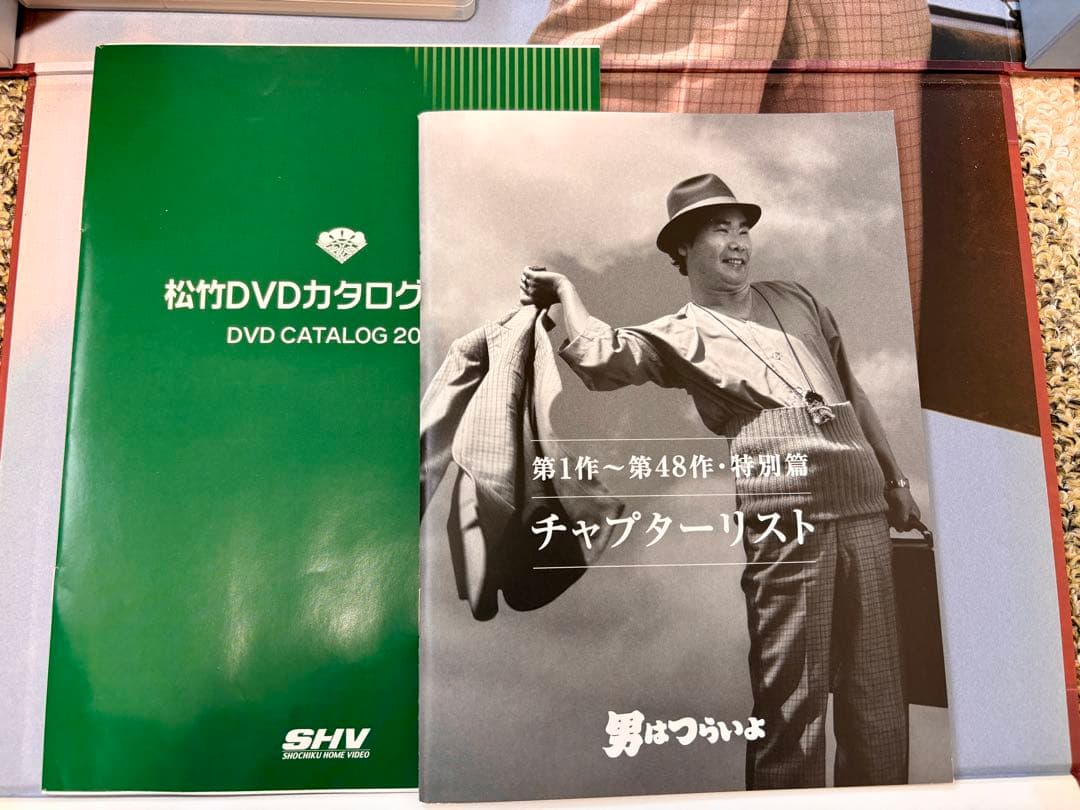 松竹DVDカタログ
DVD CATALOG 20
SHV
SHOCHIKU HOME VIDEO
第1作～第48作・特別篇
チャプターリスト
男はつらいよ